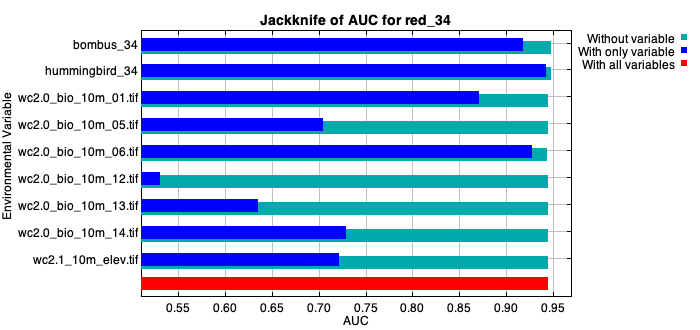 Jackknife of AUC for red_34
Without variable
With only variable
With all variables
Environmental Variable
bombus_34
hummingbird_34
wc2.0_bio_10m_01.tif
wc2.0_bio_10m_05.tif
wc2.0_bio_10m_06.tif
wc2.0_bio_10m_12.tif
wc2.0_bio_10m_13.tif
wc2.0_bio_10m_14.tif
wc2.1_10m_elev.tif
0.55 0.60 0.65 0.70 0.75 0.80 0.85 0.90 0.95
AUC